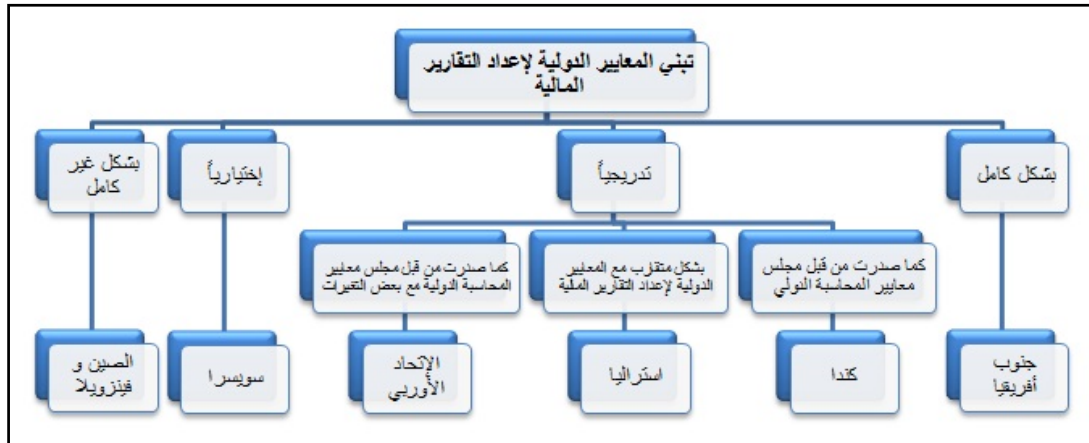 تبني المعايير الدولية لإعداد التقارير
المالية
بشكل كامل
تدريجياً
إختيارياً
بشكل غير
كامل
كما صدرت من قبل مجلس
معايير المحاسبة الدولي
بشكل متقارب مع المعايير
الدولية لإعداد التقارير المالية
كما صدرت من قبل مجلس معايير
المحاسبة الدولية مع بعض التغيرات
جنوب
أفريقيا
كندا
استراليا
الإتحاد
الأوربي
سويسرا
الصين و
فينزويلا